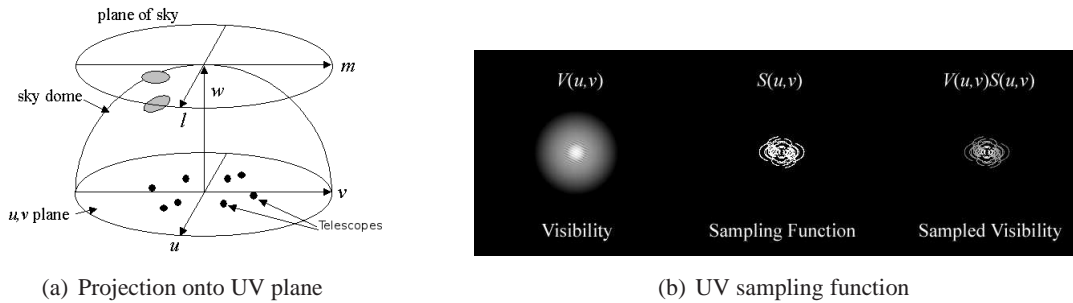 plane of sky
m
w
sky dome
l
v
u,v plane
Telescopes
u
(a) Projection onto UV plane
V(u,v)
S(u,v)
V(u,v)S(u,v)
Visibility
Sampling Function
Sampled Visibility
(b) UV sampling function